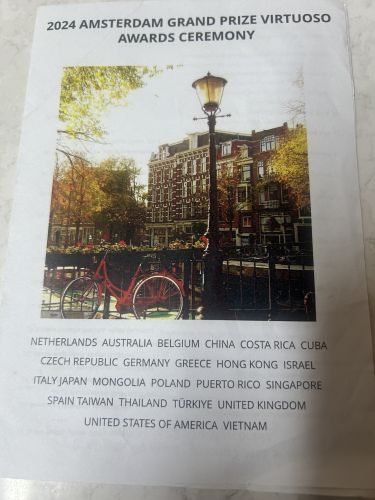 2024 AMSTERDAM GRAND PRIZE VIRTUOSO
AWARDS CEREMONY
NETHERLANDS AUSTRALIA BELGIUM CHINA COSTA RICA CUBA
CZECH REPUBLIC GERMANY GREECE HONG KONG ISRAEL
ITALY JAPAN MONGOLIA POLAND PUERTO RICO SINGAPORE
SPAIN TAIWAN THAILAND TÜRKIYE UNITED KINGDOM
UNITED STATES OF AMERICA VIETNAM